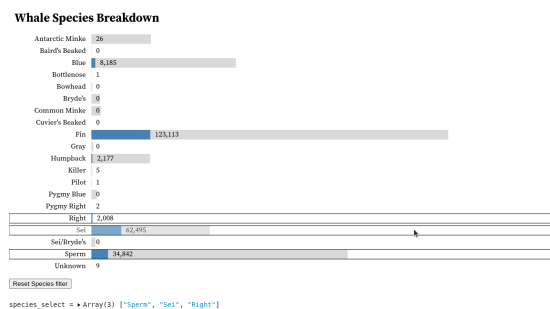 Whale Species Breakdown
Antarctic Minke 26
Baird's Beaked 0
Blue 8,185
Bottlenose 1
Bowhead 0
Bryde's 0
Common Minke 0
Cuvier's Beaked 0
Fin 123,113
Gray 0
Humpback 2,177
Killer 5
Pilot 1
Pygmy Blue 0
Pygmy Right 2
Right 2,008
Sei 62,495
Sei/Bryde's 0
Sperm 34,842
Unknown 9
Reset Species filter
species_select = ▸ Array(3) ["Sperm", "Sei", "Right"]